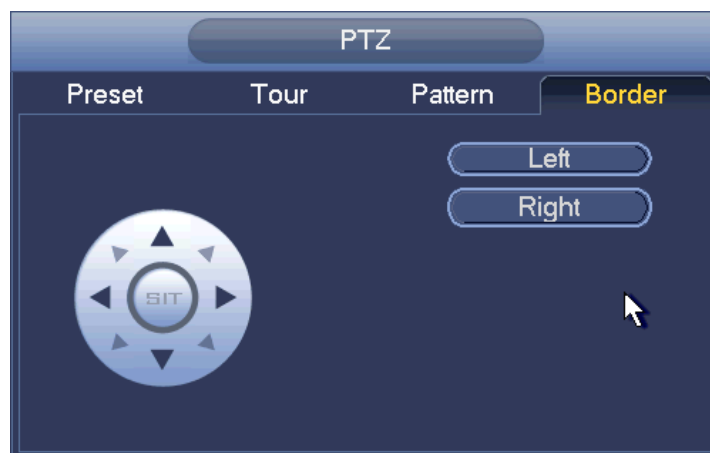 PTZ
Preset Tour Pattern Border
Left
Right
SIT